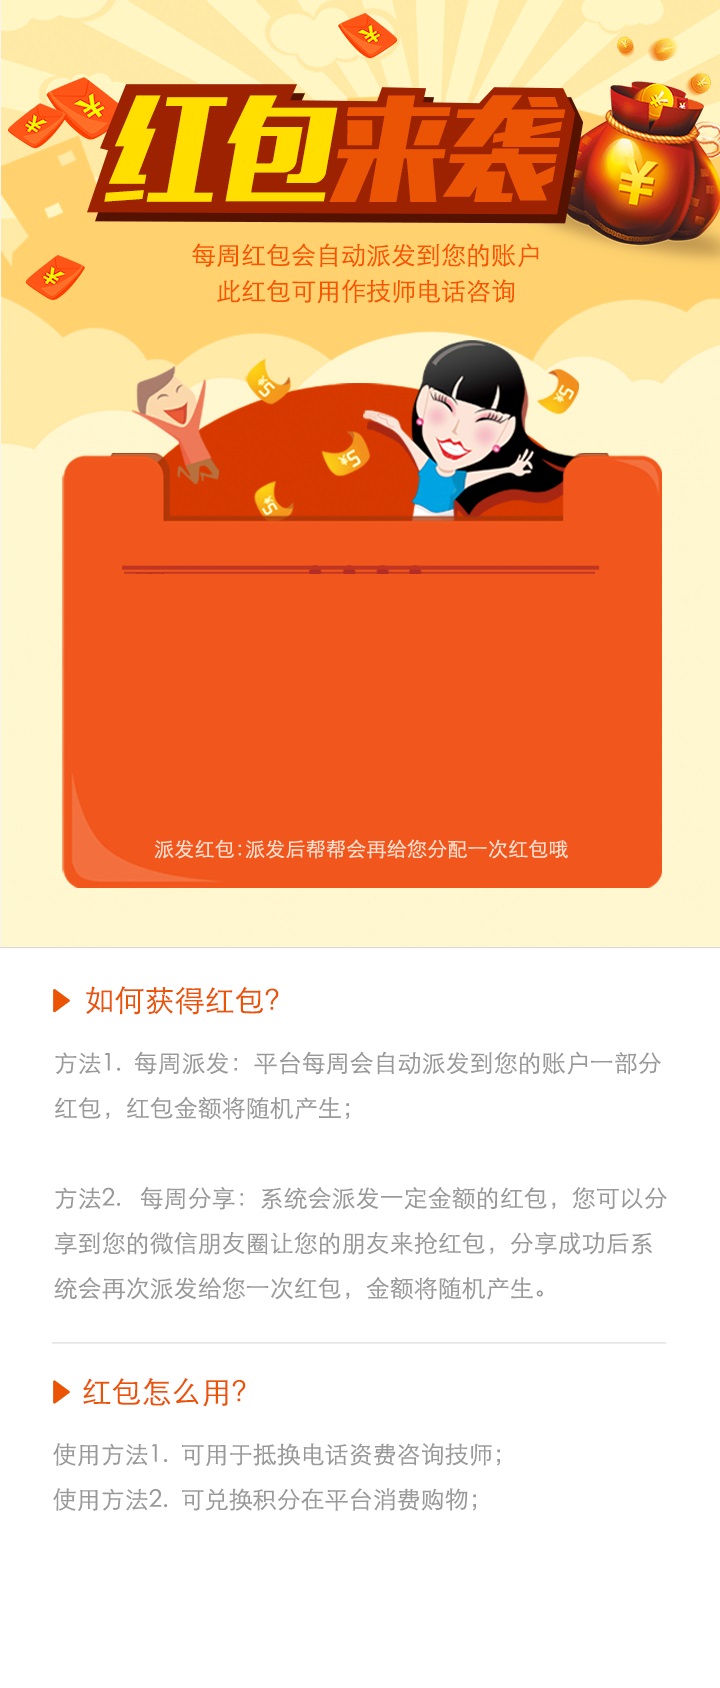 红包来袭
每周红包会自动派发到您的账户
此红包可用作技师电话咨询
派发红包:派发后帮帮会再给您分配一次红包哦
如何获得红包?
方法1. 每周派发：平台每周会自动派发到您的账户一部分
红包，红包金额将随机产生；
方法2. 每周分享：系统会派发一定金额的红包，您可以分
享到您的微信朋友圈让您的朋友来抢红包，分享成功后系
统会再次派发给您一次红包，金额将随机产生。
红包怎么用?
使用方法1. 可用于抵换电话资费咨询技师；
使用方法2. 可兑换积分在平台消费购物；